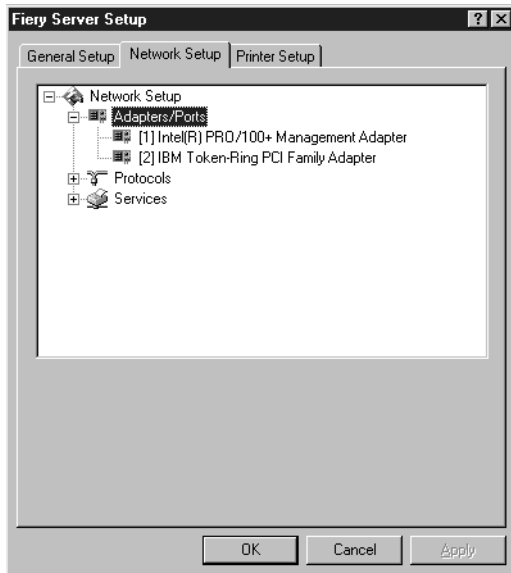 Fiery Server Setup
General Setup Network Setup Printer Setup
Network Setup
Adapters/Ports
[1] Intel(R) PRO/100+ Management Adapter
[2] IBM Token-Ring PCI Family Adapter
Protocols
Services
OK Cancel Apply